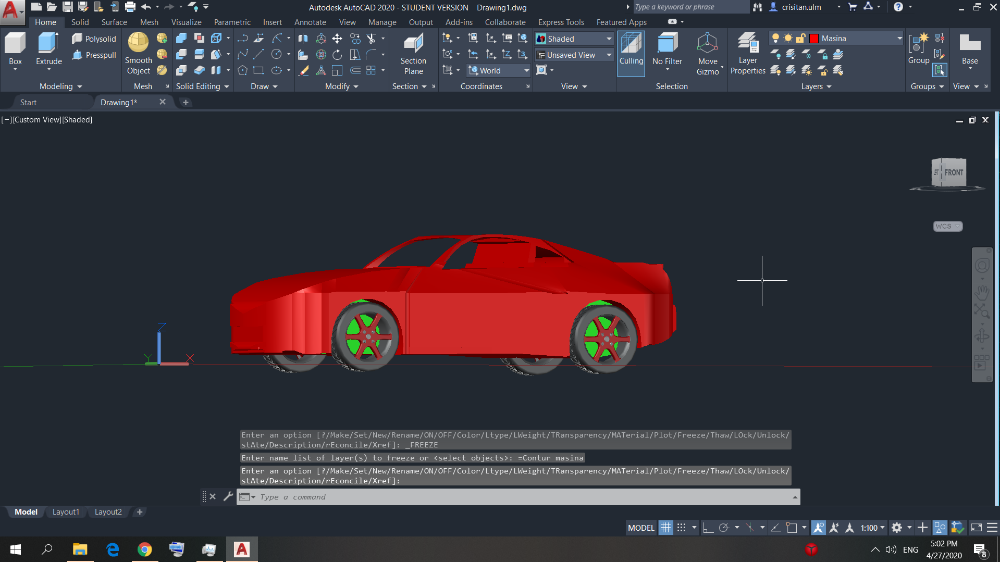 Autodesk AutoCAD 2020 - STUDENT VERSION Drawing1.dwg
Type a keyword or phrase
crisitan.ulm
Home Solid Surface Mesh Visualize Parametric Insert Annotate View Manage Output Add-ins Collaborate Express Tools Featured Apps
Box
Extrude
Polysolid
Presspull
Modeling
Smooth
Object
Mesh
Solid Editing
Draw
Modify
Section
Plane
Section
World
Coordinates
Shaded
Unsaved View
View
Culling
No Filter
Move
Gizmo
Selection
Layer
Properties
Masina
Layers
Group
Groups
Base
View
Start
Drawing1*
[−][Custom View][Shaded]
LEFT FRONT
WCS
Z
Y X
Enter an option [?/Make/Set/New/Rename/ON/OFF/Color/Ltype/LWeight/TRansparency/MATerial/Plot/Freeze/Thaw/LOck/Unlock/
stAte/Description/rEconcile/Xref]: _FREEZE
Enter name list of layer(s) to freeze or <select objects>: =Contur masina
Enter an option [?/Make/Set/New/Rename/ON/OFF/Color/Ltype/LWeight/TRansparency/MATerial/Plot/Freeze/Thaw/LOck/Unlock/
stAte/Description/rEconcile/Xref]:
Type a command
Model Layout1 Layout2
MODEL
1:100
ENG
5:02 PM
4/27/2020
8